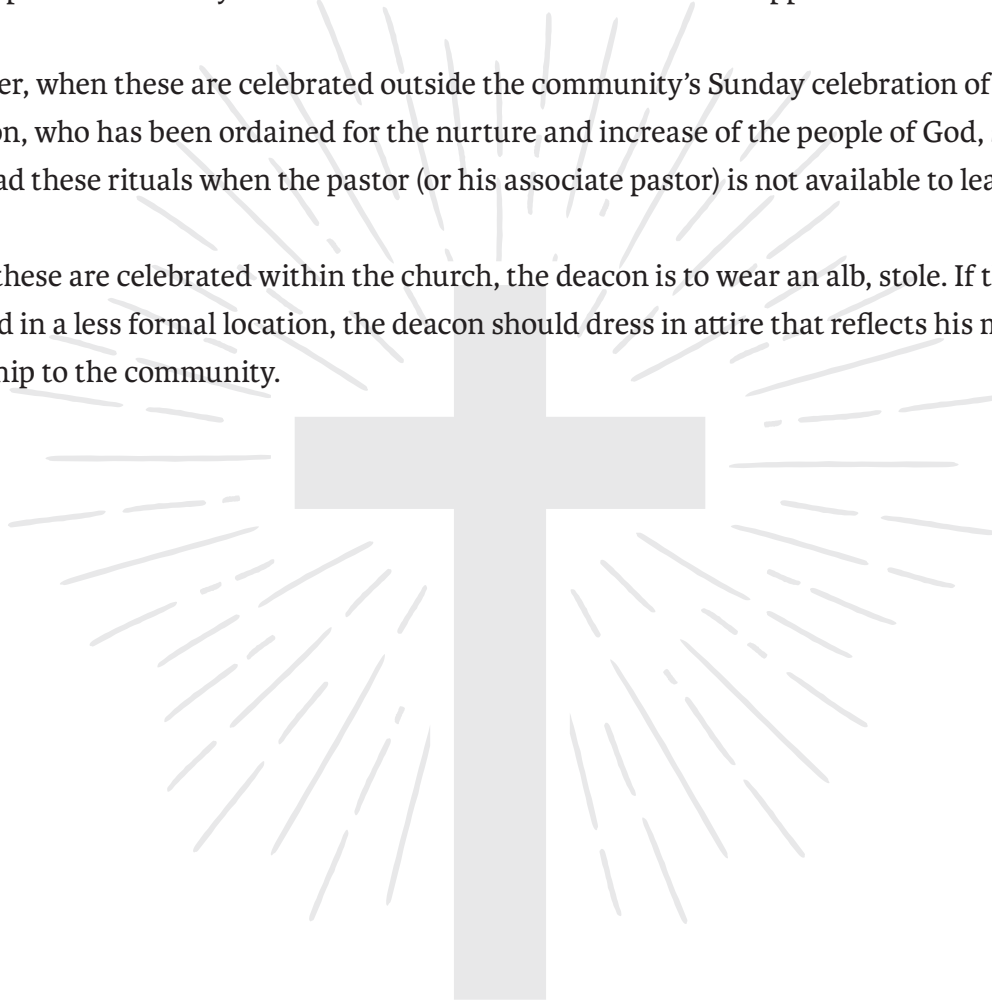 er, when these are celebrated outside the community’s Sunday celebration of
on, who has been ordained for the nurture and increase of the people of God,
ad these rituals when the pastor (or his associate pastor) is not available to lea
these are celebrated within the church, the deacon is to wear an alb, stole. If t
d in a less formal location, the deacon should dress in attire that reflects his
hip to the community.